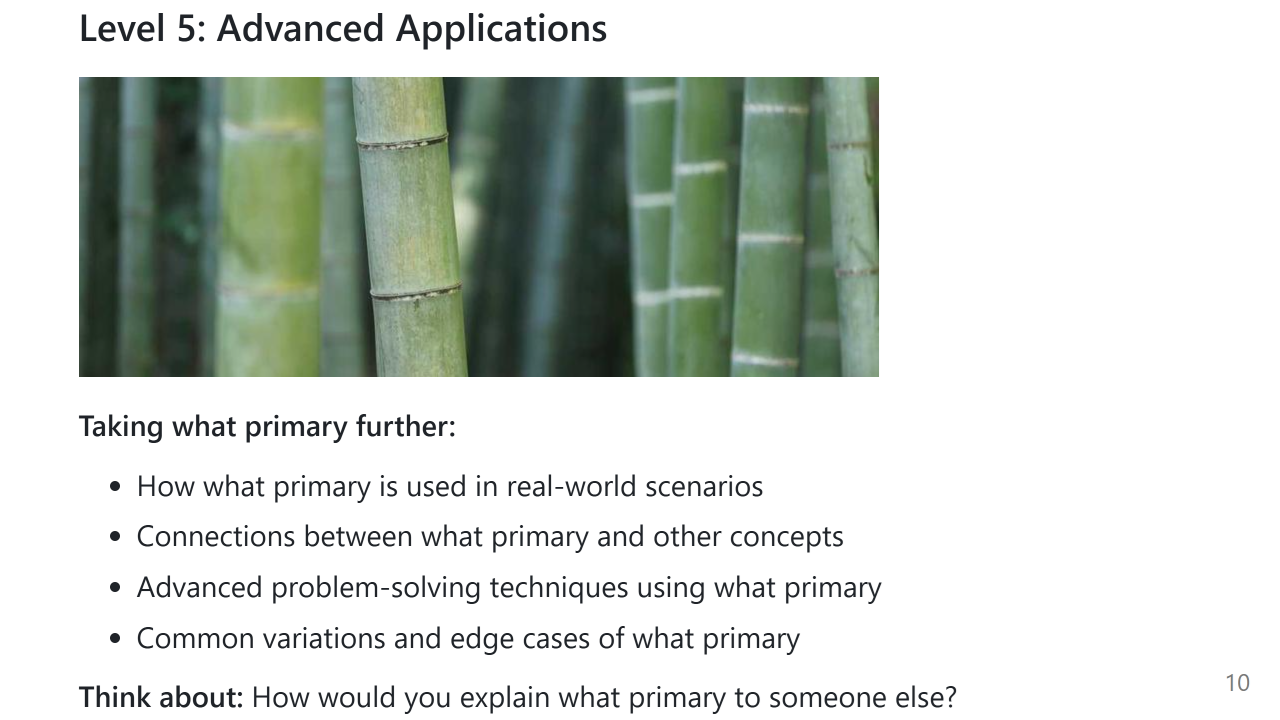 Level 5: Advanced Applications
Taking what primary further:
• How what primary is used in real-world scenarios
• Connections between what primary and other concepts
• Advanced problem-solving techniques using what primary
• Common variations and edge cases of what primary
Think about: How would you explain what primary to someone else?
10